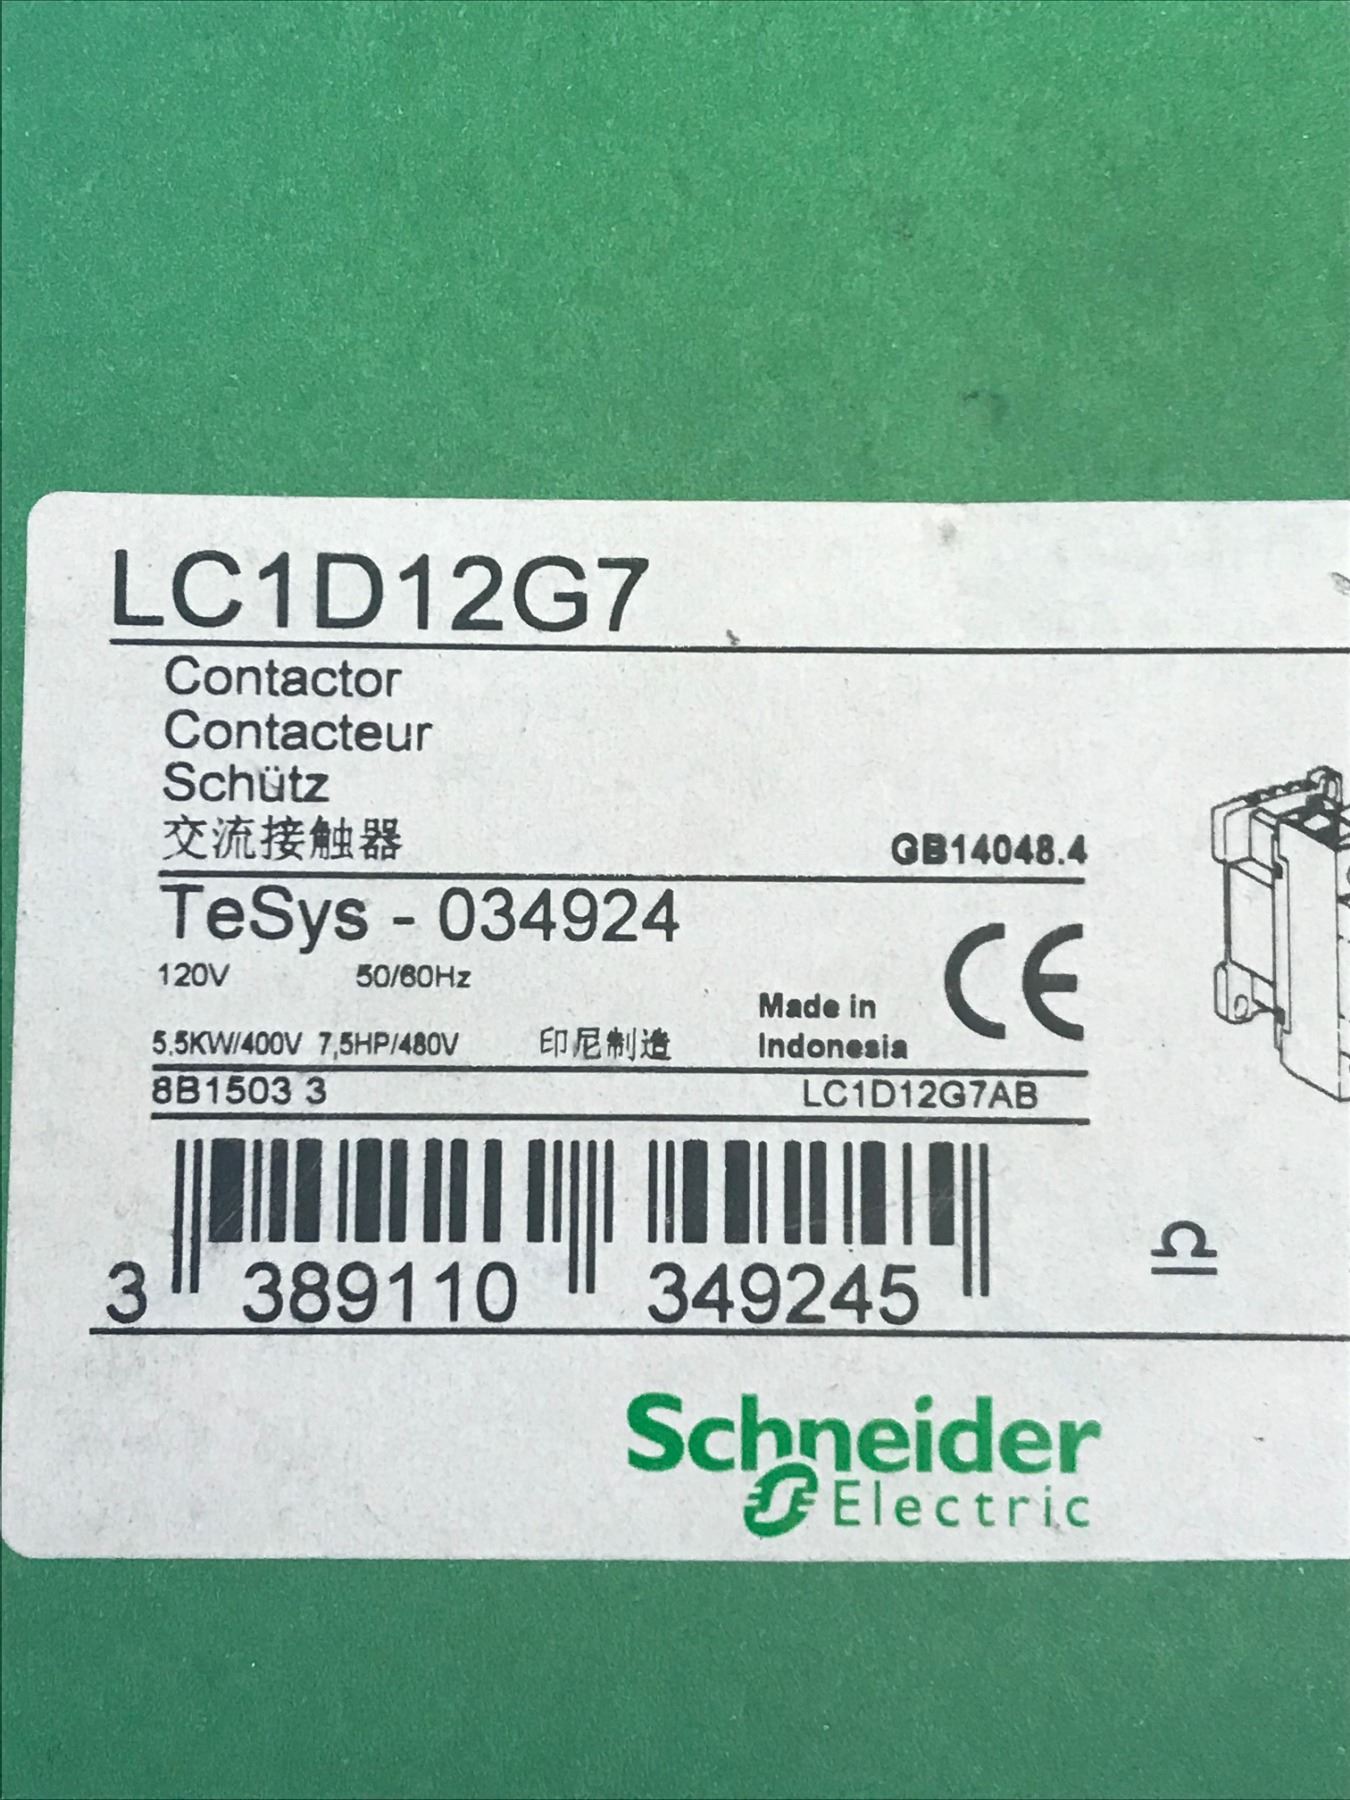 LC1D12G7
Contactor
Contacteur
Schütz
交流接触器
GB14048.4
TeSys - 034924
120V 50/60Hz
5,5KW/400V 7,5HP/480V 印尼制造 Made in Indonesia
CE
8B1503 3 LC1D12G7AB
3 389110 349245
Schneider
Electric